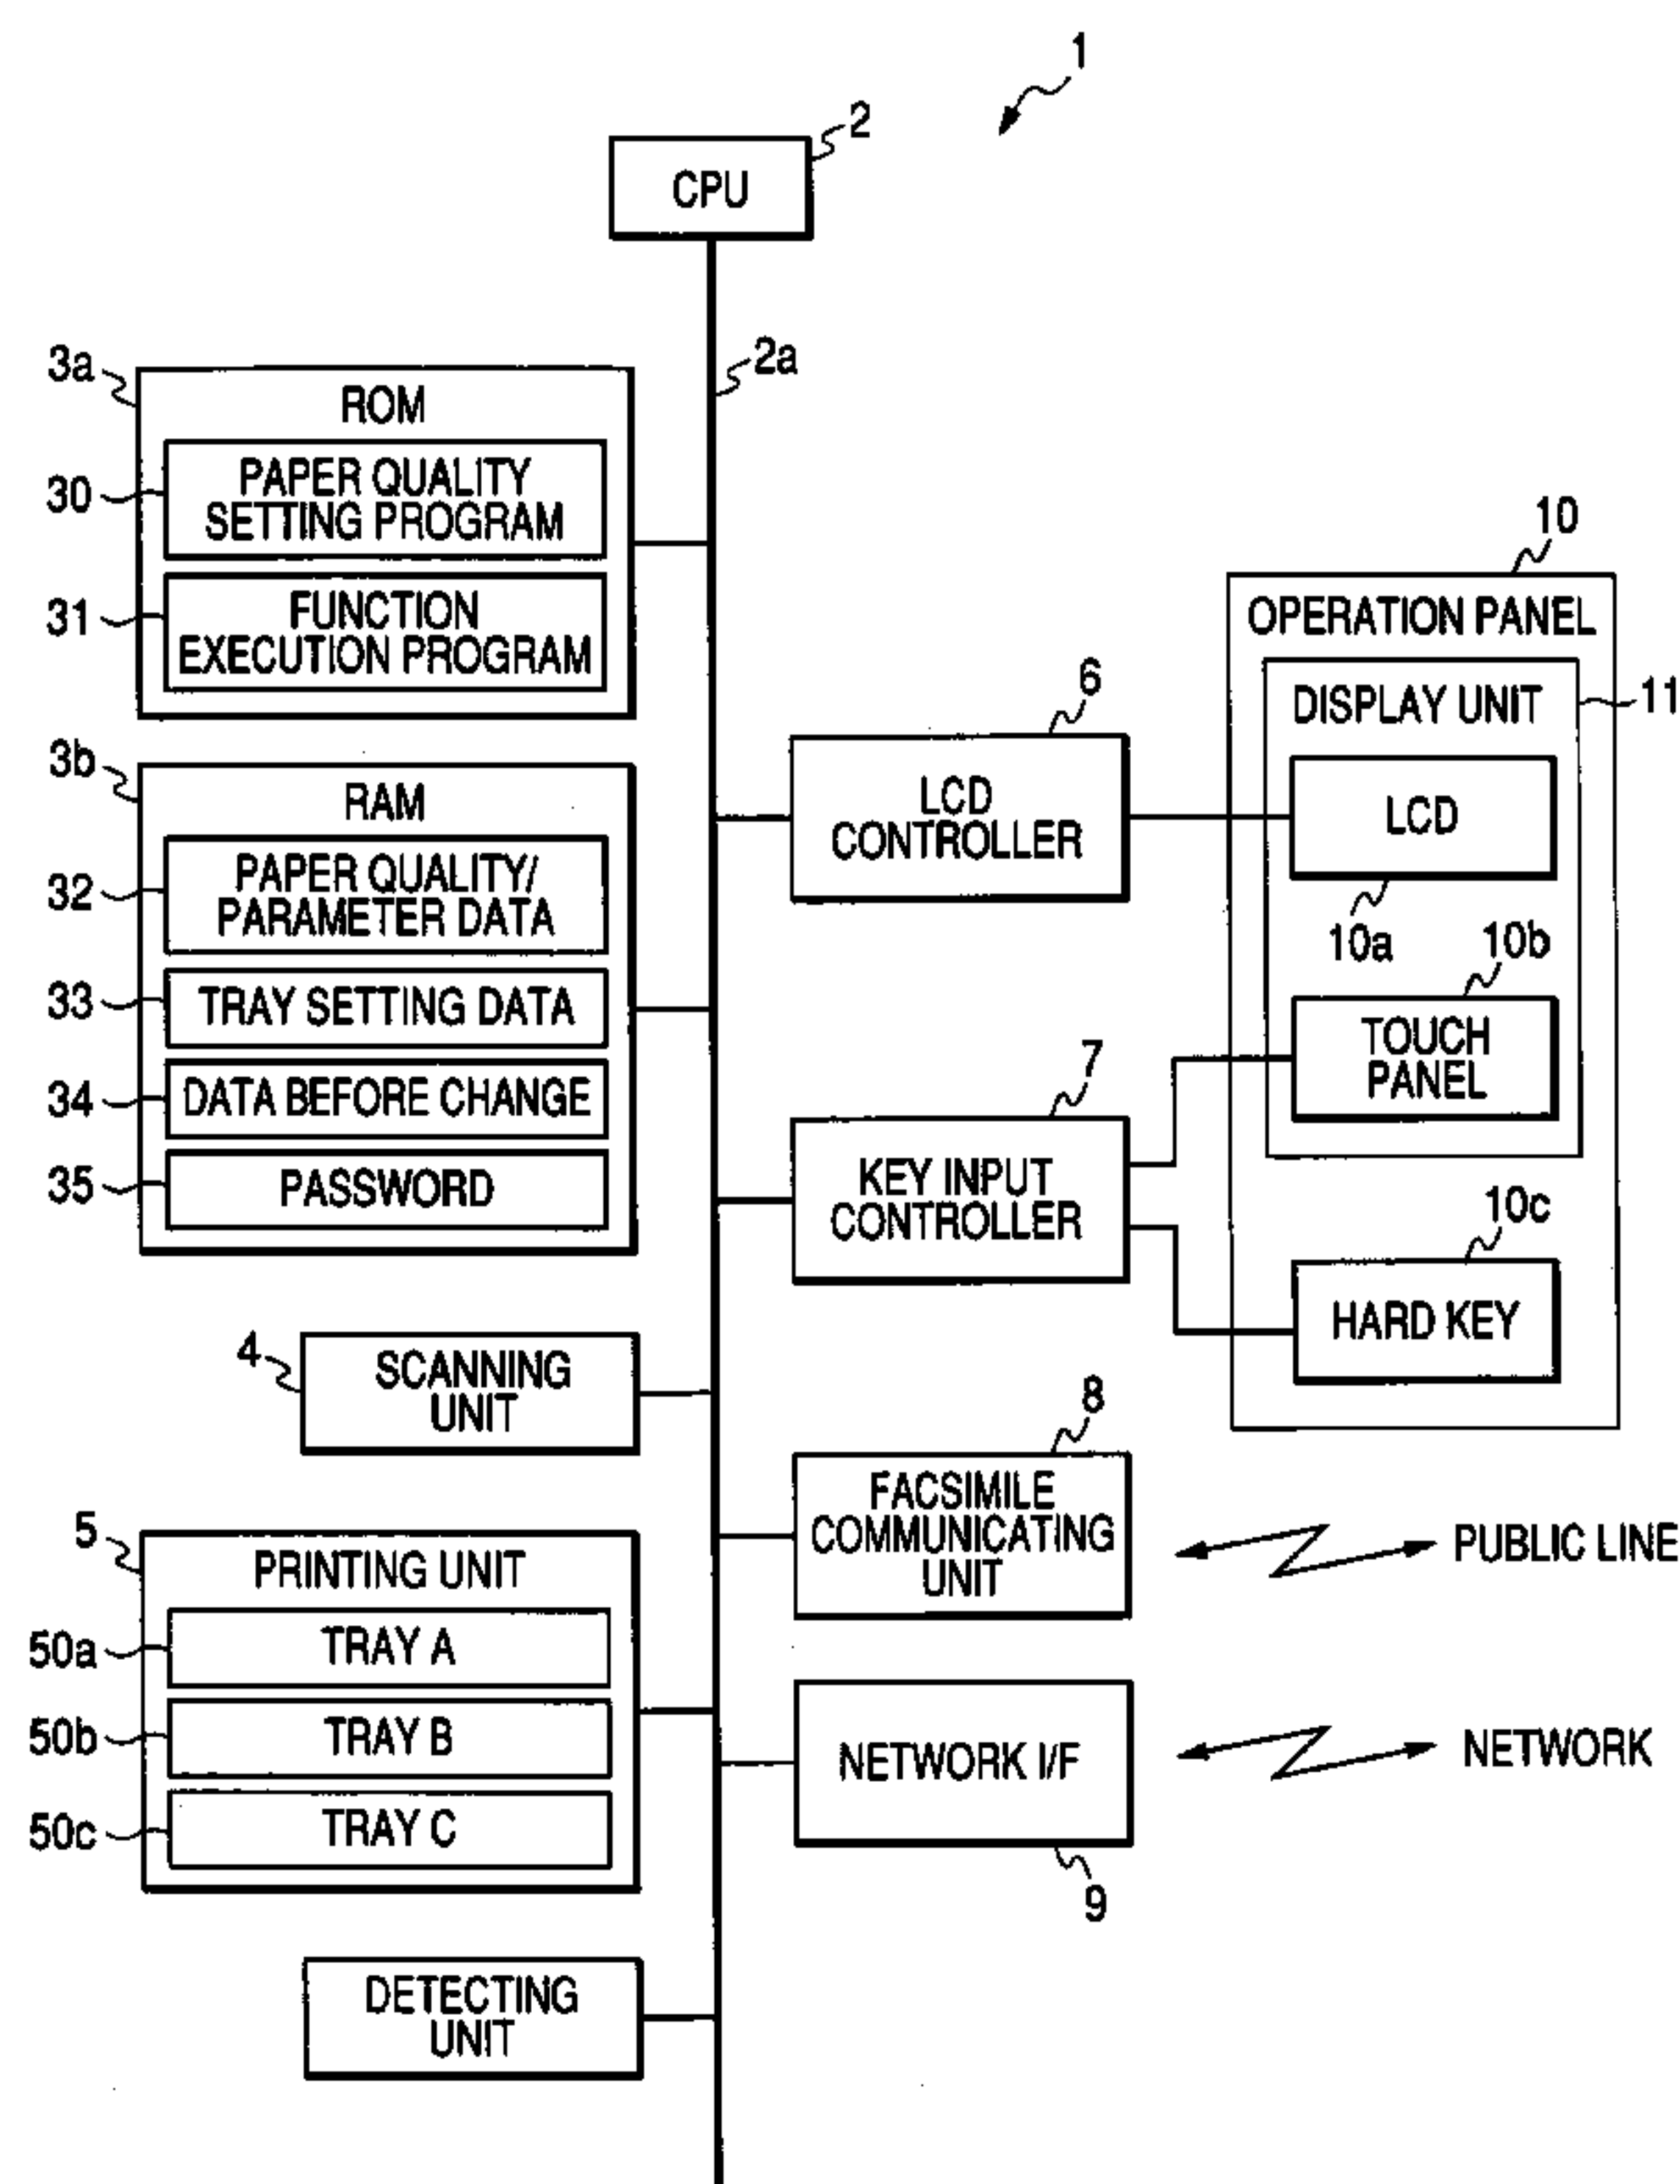 1
2
CPU
2a
3a
ROM
30
PAPER QUALITY
SETTING PROGRAM
31
FUNCTION
EXECUTION PROGRAM
3b
RAM
32
PAPER QUALITY/
PARAMETER DATA
33
TRAY SETTING DATA
34
DATA BEFORE CHANGE
35
PASSWORD
4
SCANNING
UNIT
5
PRINTING UNIT
50a
TRAY A
50b
TRAY B
50c
TRAY C
DETECTING
UNIT
6
LCD
CONTROLLER
7
KEY INPUT
CONTROLLER
8
FACSIMILE
COMMUNICATING
UNIT
PUBLIC LINE
NETWORK I/F
9
NETWORK
10
OPERATION PANEL
DISPLAY UNIT
11
LCD
10a
10b
TOUCH
PANEL
10c
HARD KEY